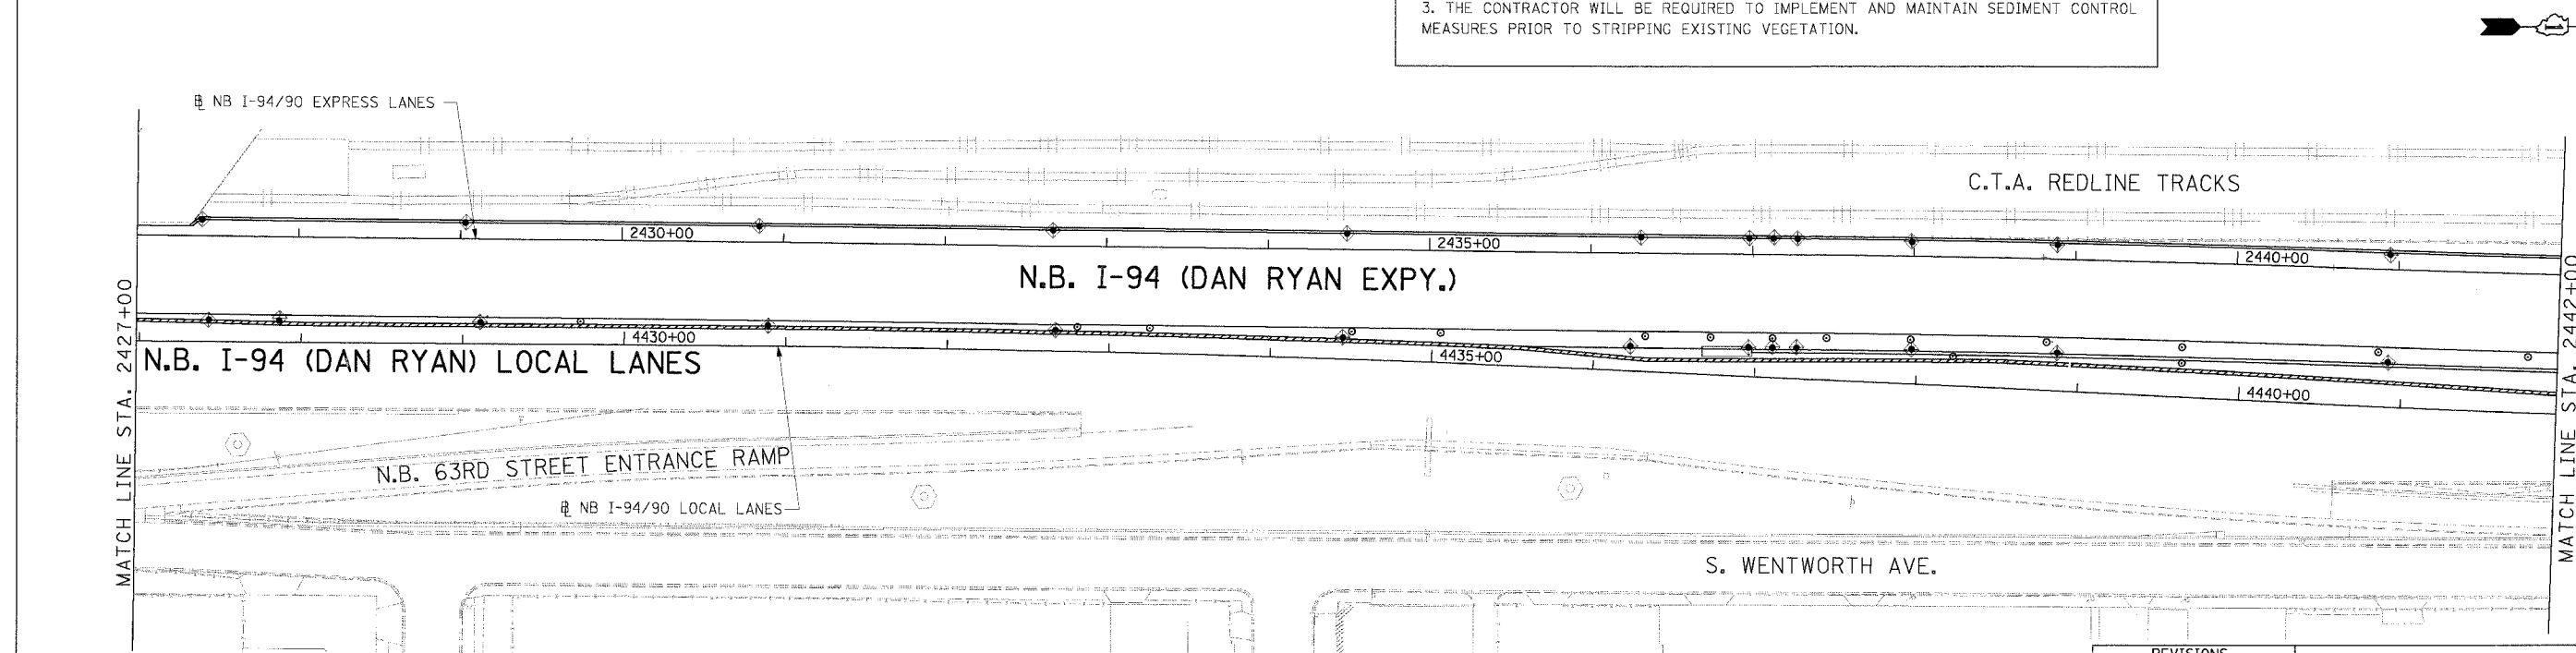 3. THE CONTRACTOR WILL BE REQUIRED TO IMPLEMENT AND MAINTAIN SEDIMENT CONTROL
MEASURES PRIOR TO STRIPPING EXISTING VEGETATION.
℄ NB I-94/90 EXPRESS LANES
C.T.A. REDLINE TRACKS
2430+00
2435+00
2440+00
N.B. I-94 (DAN RYAN EXPY.)
MATCH LINE STA. 2427+00
MATCH LINE STA. 2442+00
4430+00
4435+00
4440+00
N.B. I-94 (DAN RYAN) LOCAL LANES
N.B. 63RD STREET ENTRANCE RAMP
℄ NB I-94/90 LOCAL LANES
S. WENTWORTH AVE.
REVISIONS